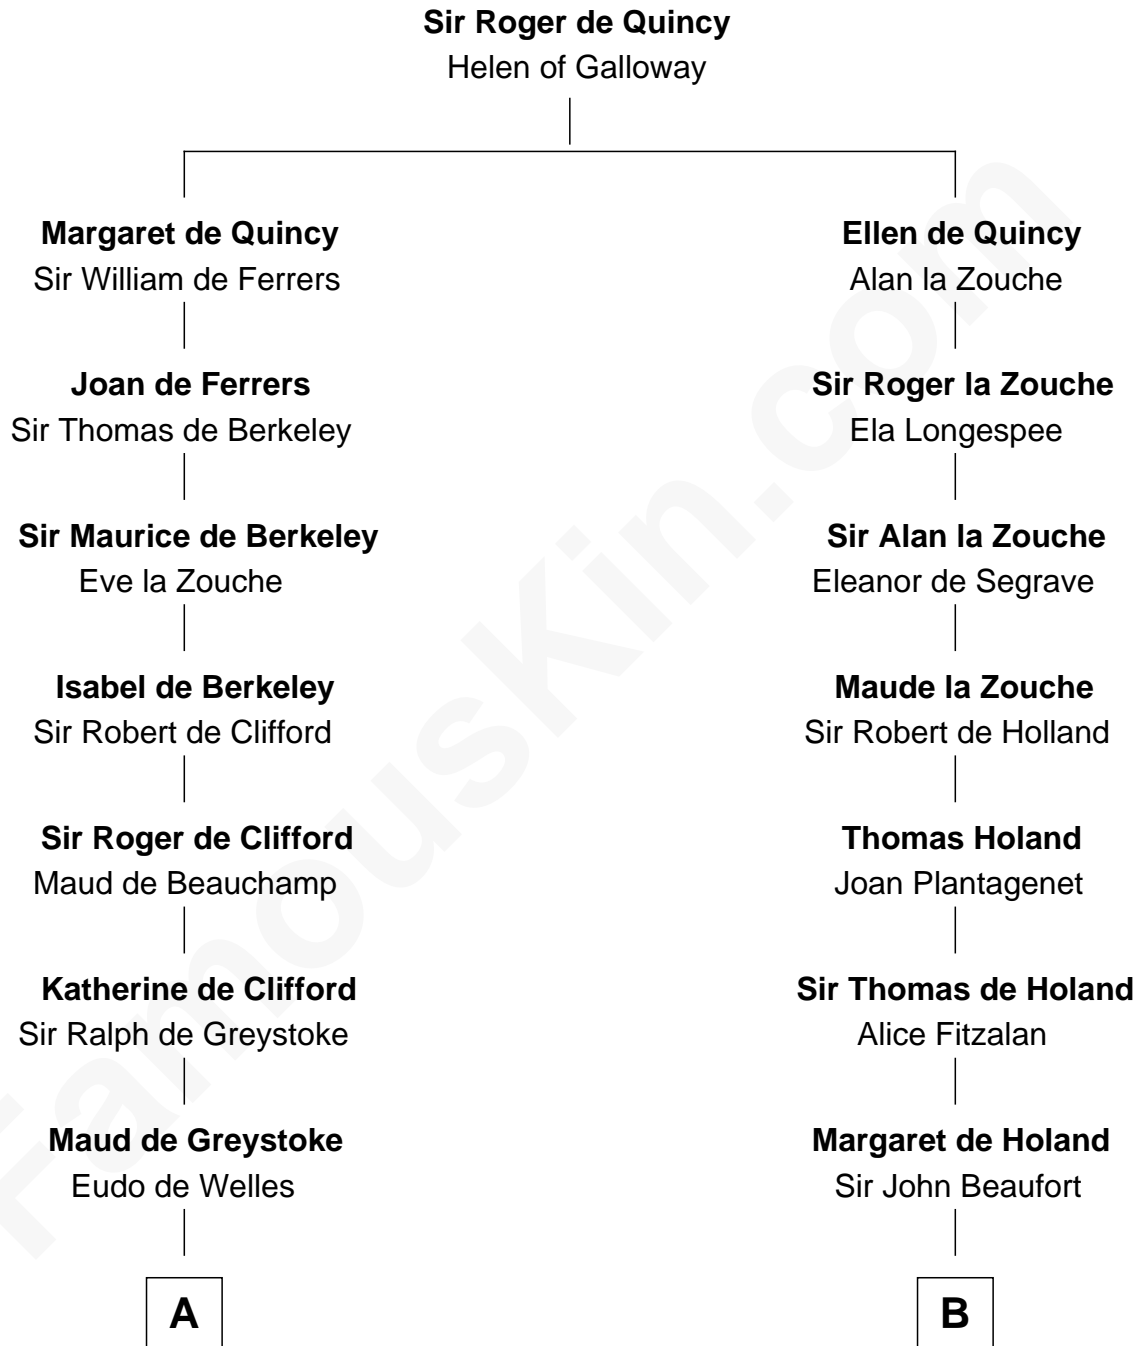 Sir Roger de Quincy
Helen of Galloway
Margaret de Quincy
Sir William de Ferrers
Ellen de Quincy
Alan la Zouche
Joan de Ferrers
Sir Thomas de Berkeley
Sir Roger la Zouche
Ela Longespee
Sir Maurice de Berkeley
Eve la Zouche
Sir Alan la Zouche
Eleanor de Segrave
Isabel de Berkeley
Sir Robert de Clifford
Maude la Zouche
Sir Robert de Holland
Sir Roger de Clifford
Maud de Beauchamp
Thomas Holand
Joan Plantagenet
Katherine de Clifford
Sir Ralph de Greystoke
Sir Thomas de Holand
Alice Fitzalan
Maud de Greystoke
Eudo de Welles
Margaret de Holand
Sir John Beaufort
A
B
FamousKin.com